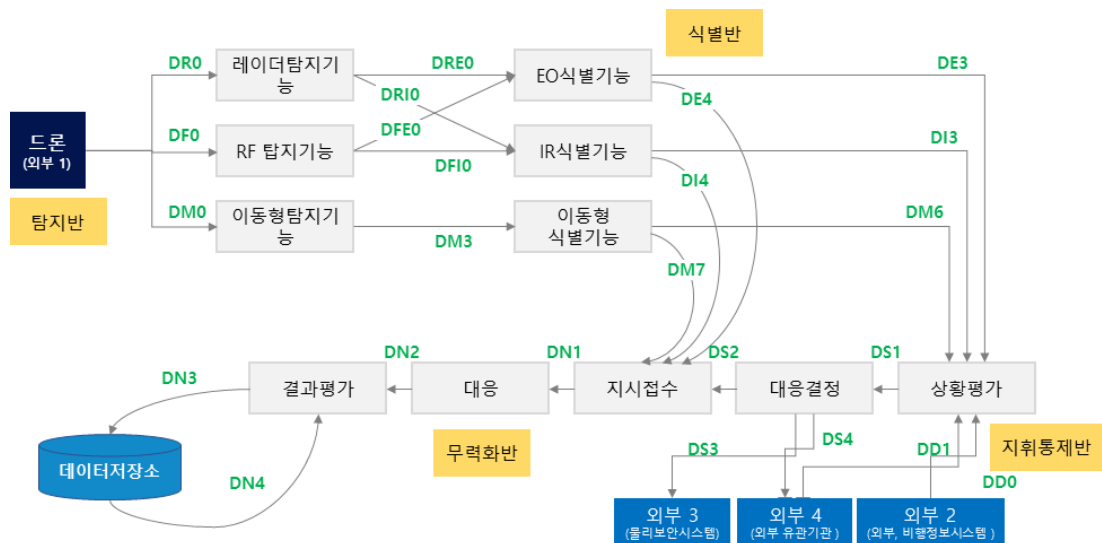 식별반
DR0
레이더탐지기
능
DRE0
EO식별기능
DE3
DRI0
DE4
드론
(외부 1)
DF0
RF 탑지기능
DFE0
DFI0
IR식별기능
DI3
DI4
탐지반
DM0
이동형탐지기
능
DM3
이동형
식별기능
DM6
DM7
DN3
결과평가
DN2
대응
DN1
지시접수
DS2
대응결정
DS1
상황평가
데이터저장소
DN4
무력화반
DS3
DS4
DD1
지휘통제반
DD0
외부 3
(물리보안시스템)
외부 4
(외부 유관기관 )
외부 2
(외부, 비행정보시스템 )